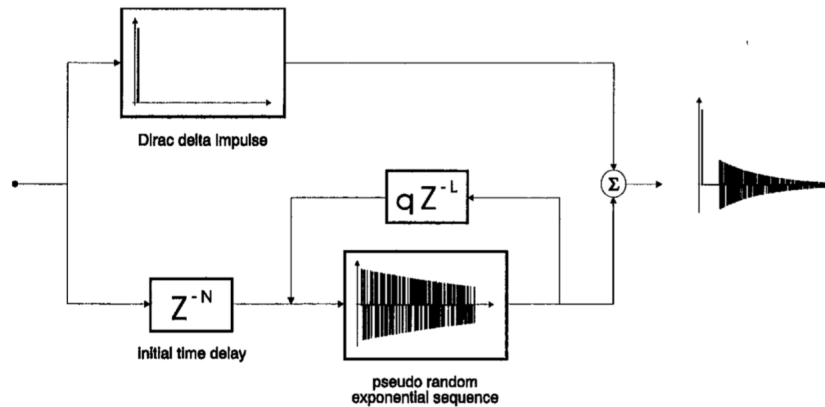 Dirac delta impulse
q Z^-L
Σ
Z^-N
initial time delay
pseudo random
exponential sequence